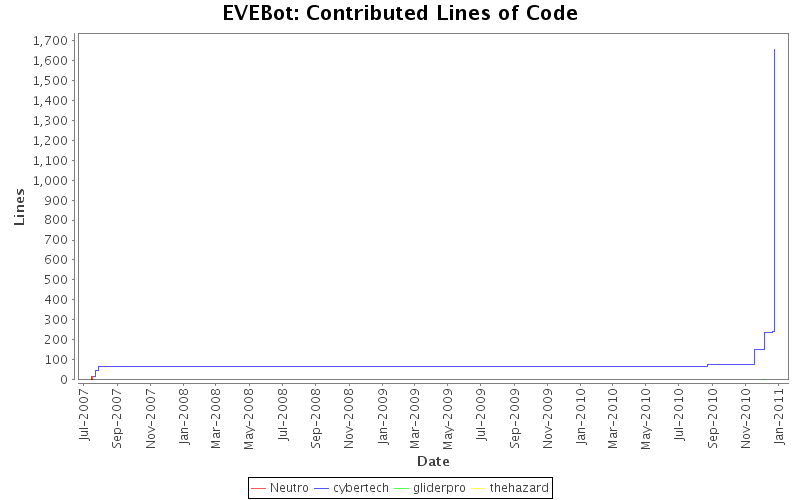 EVEBot: Contributed Lines of Code
Lines
1,700
1,600
1,500
1,400
1,300
1,200
1,100
1,000
900
800
700
600
500
400
300
200
100
0
Jul-2007
Sep-2007
Nov-2007
Jan-2008
Mar-2008
May-2008
Jul-2008
Sep-2008
Nov-2008
Jan-2009
Mar-2009
May-2009
Jul-2009
Sep-2009
Nov-2009
Jan-2010
Mar-2010
May-2010
Jul-2010
Sep-2010
Nov-2010
Jan-2011
Date
Neutro cybertech gliderpro thehazard